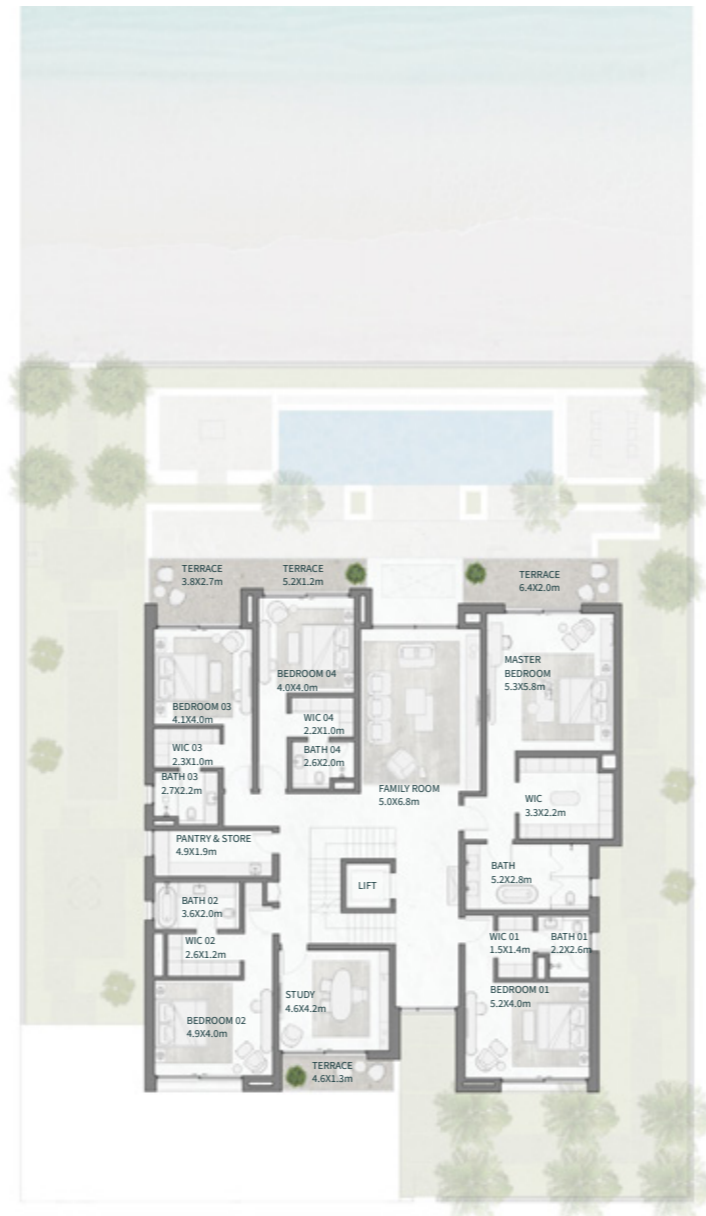 TERRACE
3.8X2.7m
TERRACE
5.2X1.2m
TERRACE
6.4X2.0m
BEDROOM 04
4.0X4.0m
MASTER
BEDROOM
5.3X5.8m
BEDROOM 03
4.1X4.0m
WIC 04
2.2X1.0m
WIC 03
2.3X1.0m
BATH 04
2.6X2.0m
BATH 03
2.7X2.2m
FAMILY ROOM
5.0X6.8m
WIC
3.3X2.2m
PANTRY & STORE
4.9X1.9m
BATH
5.2X2.8m
LIFT
BATH 02
3.6X2.0m
WIC 02
2.6X1.2m
WIC 01
1.5X1.4m
BATH 01
2.2X2.6m
STUDY
4.6X4.2m
BEDROOM 01
5.2X4.0m
BEDROOM 02
4.9X4.0m
TERRACE
4.6X1.3m